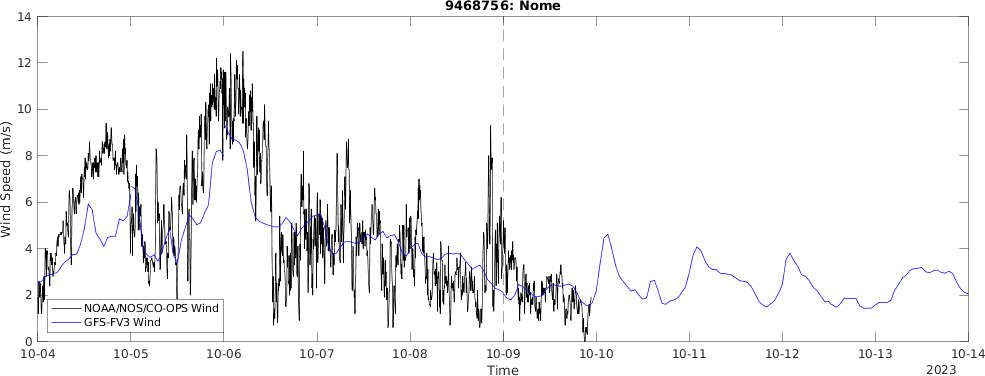 9468756: Nome
Wind Speed (m/s)
14
12
10
8
6
4
2
0
NOAA/NOS/CO-OPS Wind
GFS-FV3 Wind
10-04 10-05 10-06 10-07 10-08 10-09 10-10 10-11 10-12 10-13 10-14
Time
2023